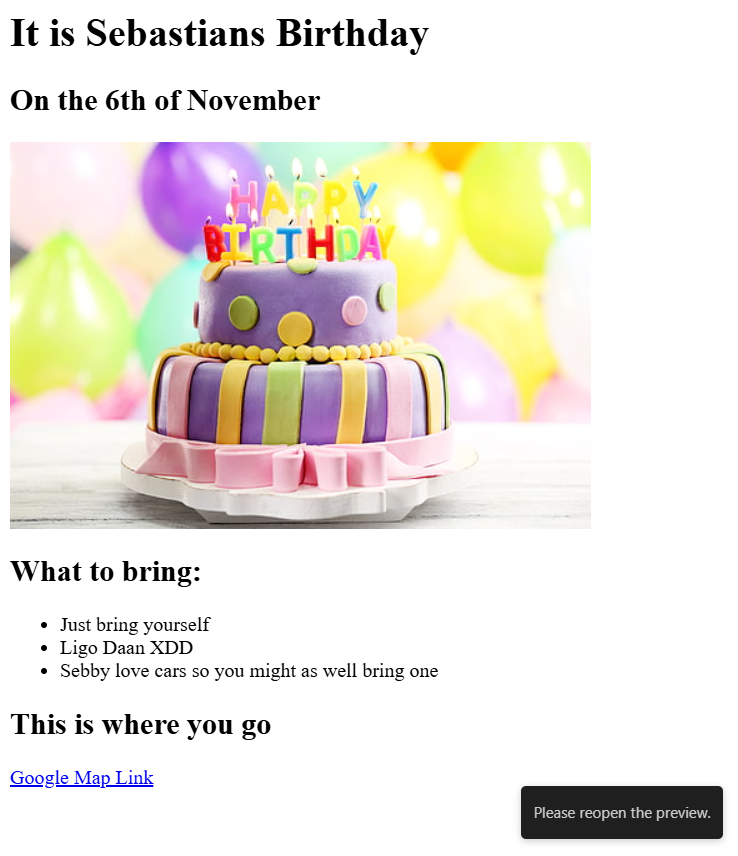 It is Sebastians Birthday
On the 6th of November
HAPPY
BIRTHDAY
What to bring:
Just bring yourself
Ligo Daan XDD
Sebby love cars so you might as well bring one
This is where you go
Google Map Link
Please reopen the preview.